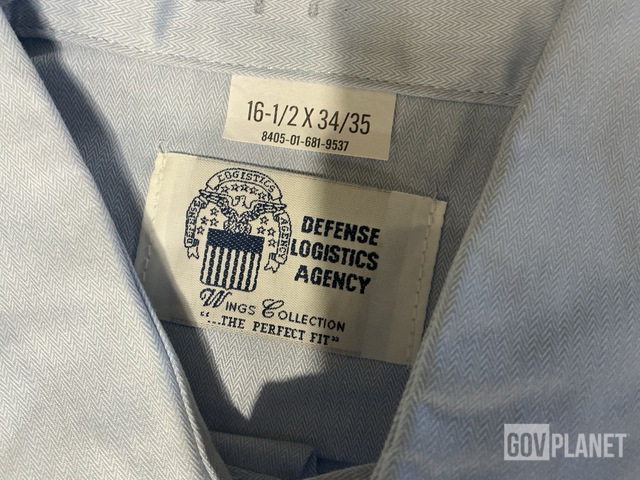 16-1/2 X 34/35
8405-01-681-9537
DEFENSE LOGISTICS AGENCY
DEFENSE
LOGISTICS
AGENCY
Wings Collection
"...THE PERFECT FIT"
GOVPLANET